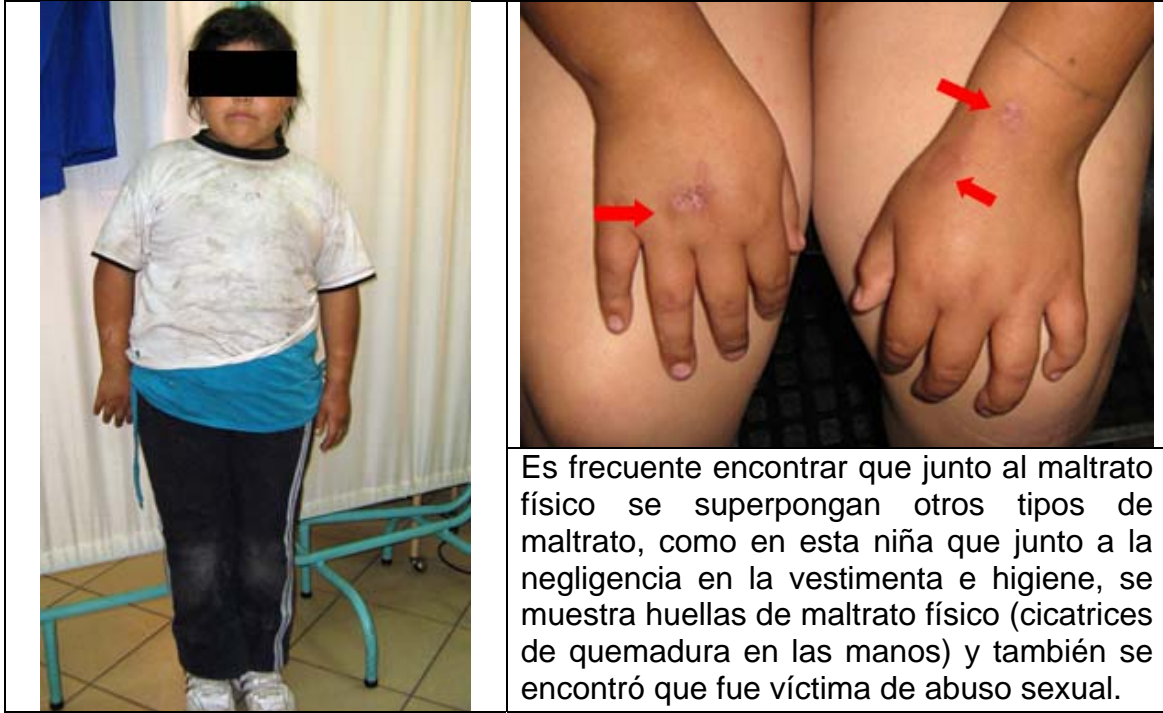 Es frecuente encontrar que junto al maltrato
físico se superpongan otros tipos de
maltrato, como en esta niña que junto a la
negligencia en la vestimenta e higiene, se
muestra huellas de maltrato físico (cicatrices
de quemadura en las manos) y también se
encontró que fue víctima de abuso sexual.